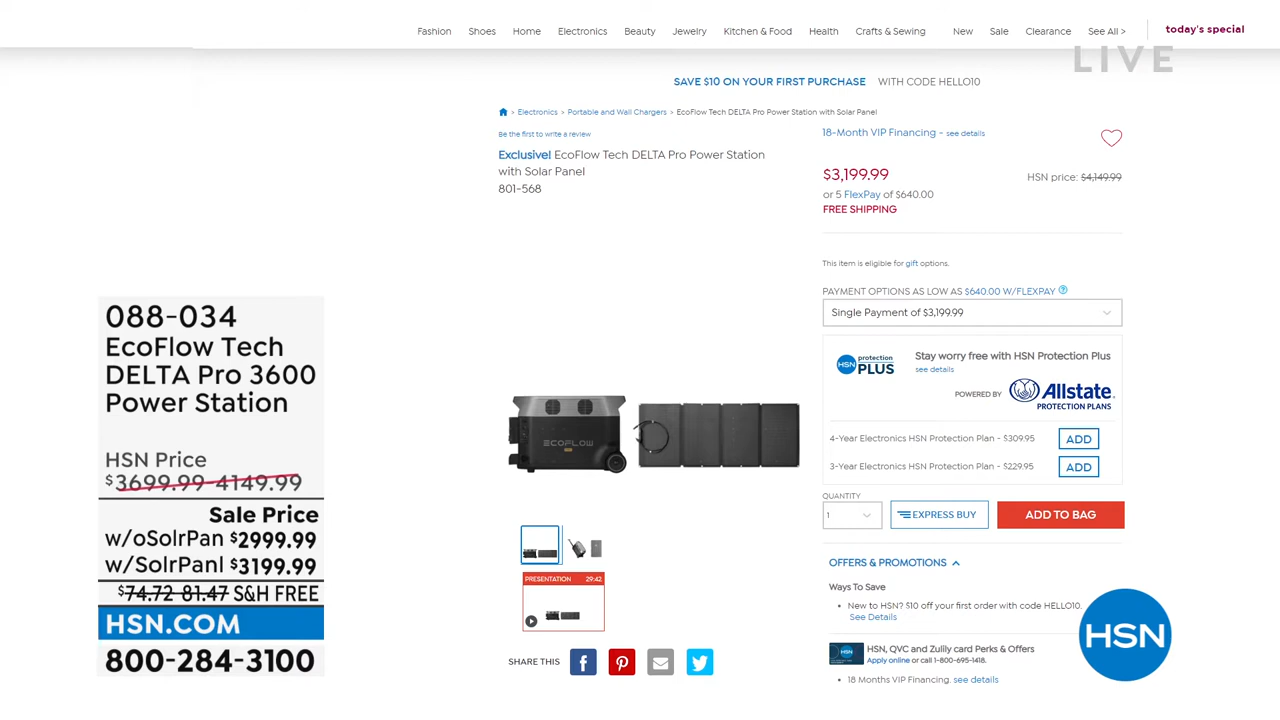 Fashion Shoes Home Electronics Beauty Jewelry Kitchen & Food Health Crafts & Sewing New Sale Clearance See All > today's special
LIVE
SAVE $10 ON YOUR FIRST PURCHASE WITH CODE HELLO10
> Electronics > Portable and Wall Chargers > EcoFlow Tech DELTA Pro Power Station with Solar Panel
Be the first to write a review
Exclusive! EcoFlow Tech DELTA Pro Power Station
with Solar Panel
801-568
18-Month VIP Financing - see details
$3,199.99
HSN price: $4,149.99
or 5 FlexPay of $640.00
FREE SHIPPING
This item is eligible for gift options.
PAYMENT OPTIONS AS LOW AS $640.00 W/FLEXPAY ?
Single Payment of $3,199.99
HSN protection PLUS
Stay worry free with HSN Protection Plus
see details
POWERED BY Allstate.
PROTECTION PLANS
4-Year Electronics HSN Protection Plan - $309.95 ADD
3-Year Electronics HSN Protection Plan - $229.95 ADD
QUANTITY
1
EXPRESS BUY
ADD TO BAG
OFFERS & PROMOTIONS
Ways To Save
New to HSN? $10 off your first order with code HELLO10.
See Details
HSN
HSN, QVC and Zulily card Perks & Offers
Apply online or call 1-800-695-1418.
18 Months VIP Financing. see details
ECOFLOW
PRESENTATION 29:42
SHARE THIS
088-034
EcoFlow Tech
DELTA Pro 3600
Power Station
HSN Price
$3699.99-4149.99
Sale Price
w/oSolrPan $2999.99
w/SolrPanl $3199.99
$74.72-81.47 S&H FREE
HSN.COM
800-284-3100
HSN